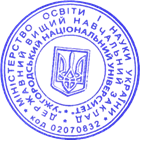 МІНІСТЕРСТВО ОСВІТИ І НАУКИ УКРАЇНИ
ДЕРЖАВНИЙ ВИЩИЙ НАВЧАЛЬНИЙ ЗАКЛАД
«УЖГОРОДСЬКИЙ НАЦІОНАЛЬНИЙ УНІВЕРСИТЕТ»
* код 02070832 *